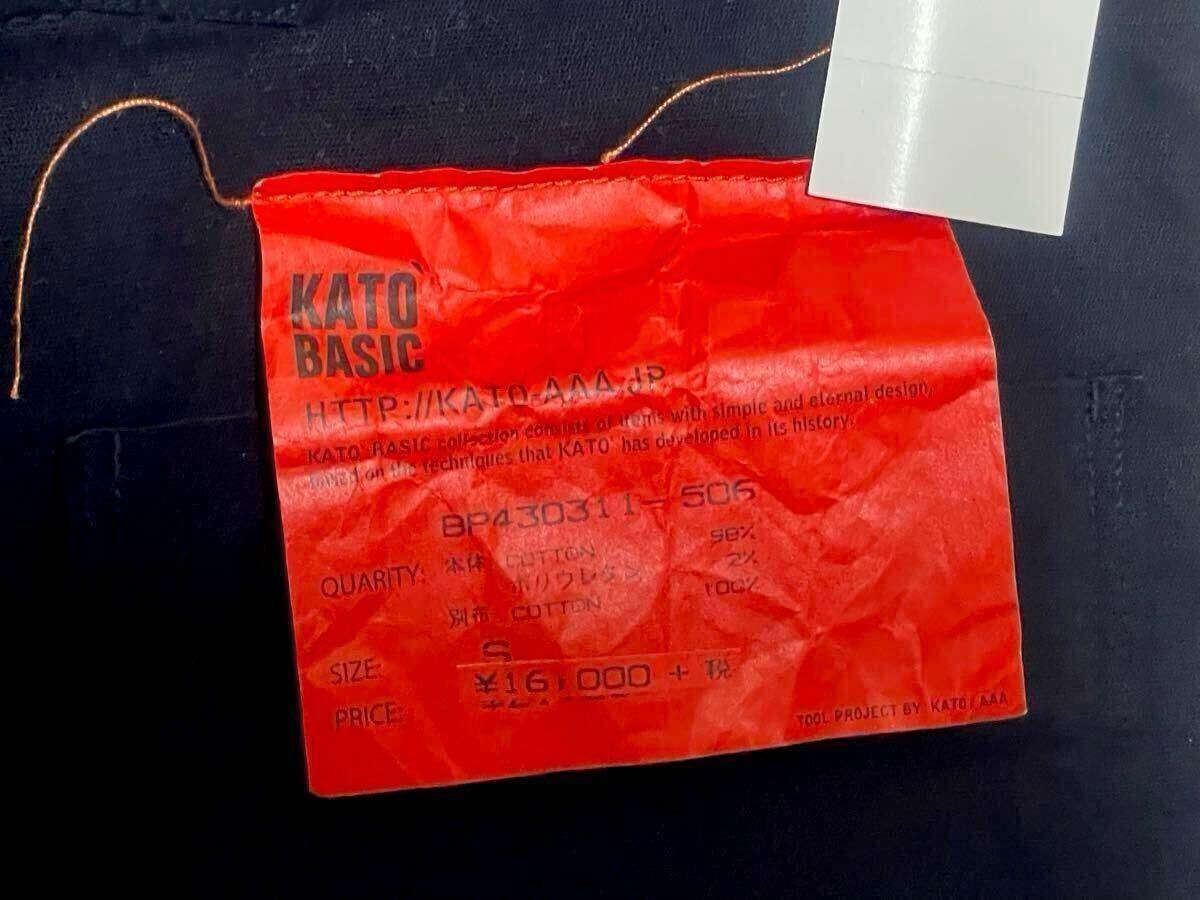 KATO`
BASIC
HTTP://KATO-AAA.JP
KATO` BASIC collection consists of items with simple and eternal design,
based on the techniques that KATO` has developed in its history.
BP430311-506
QUARITY: 本体 COTTON 98%
ポリウレタン 2%
別布 COTTON 100%
SIZE: S
PRICE: ¥16,000 + 税
TOOL PROJECT BY KATO / AAA